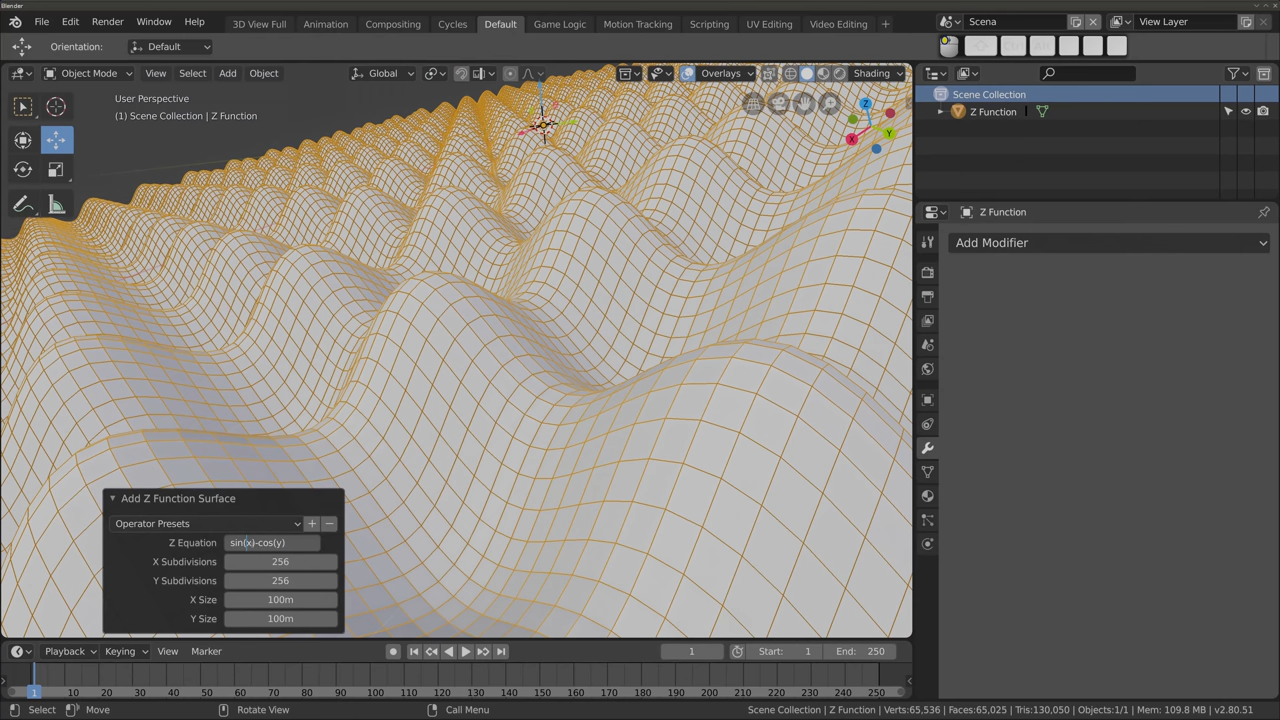 Blender
File Edit Render Window Help
3D View Full Animation Compositing Cycles Default Game Logic Motion Tracking Scripting UV Editing Video Editing +
Scena
View Layer
Orientation: Default
Object Mode View Select Add Object
Global
Overlays
Shading
User Perspective
(1) Scene Collection | Z Function
Z
Y
X
Scene Collection
Z Function
Z Function
Add Modifier
Add Z Function Surface
Operator Presets
Z Equation sin(x)-cos(y)
X Subdivisions 256
Y Subdivisions 256
X Size 100m
Y Size 100m
Playback Keying View Marker
1
Start: 1
End: 250
1 10 20 30 40 50 60 70 80 90 100 110 120 130 140 150 160 170 180 190 200 210 220 230 240 250
Select Move Rotate View Call Menu
Scene Collection | Z Function | Verts:65,536 | Faces:65,025 | Tris:130,050 | Objects:1/1 | Mem: 109.8 MB | v2.80.51